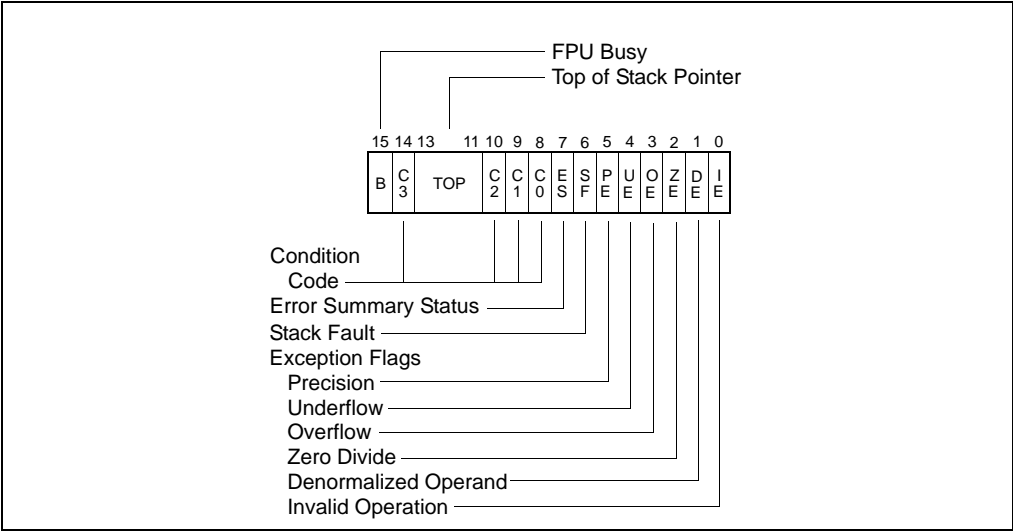 FPU Busy
Top of Stack Pointer
15 14 13 11 10 9 8 7 6 5 4 3 2 1 0
B C3 TOP C2 C1 C0 ES SF PE UE OE ZE DE IE
Condition
Code
Error Summary Status
Stack Fault
Exception Flags
Precision
Underflow
Overflow
Zero Divide
Denormalized Operand
Invalid Operation